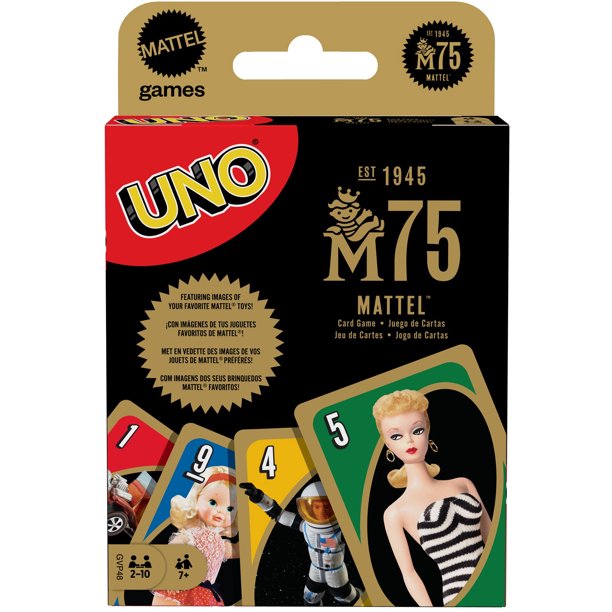 MATTEL™
games
EST 1945
M75
MATTEL
UNO®
EST 1945
M75
MATTEL™
Card Game • Juego de Cartas
Jeu de Cartes • Jogo de Cartas
FEATURING IMAGES OF
YOUR FAVORITE MATTEL® TOYS!
¡CON IMÁGENES DE TUS JUGUETES
FAVORITOS DE MATTEL®!
MET EN VEDETTE DES IMAGES DE VOS
JOUETS DE MATTEL® PRÉFÉRÉS!
COM IMAGENS DOS SEUS BRINQUEDOS
MATTEL® FAVORITOS!
1
9
4
5
GVP48
2-10
7+